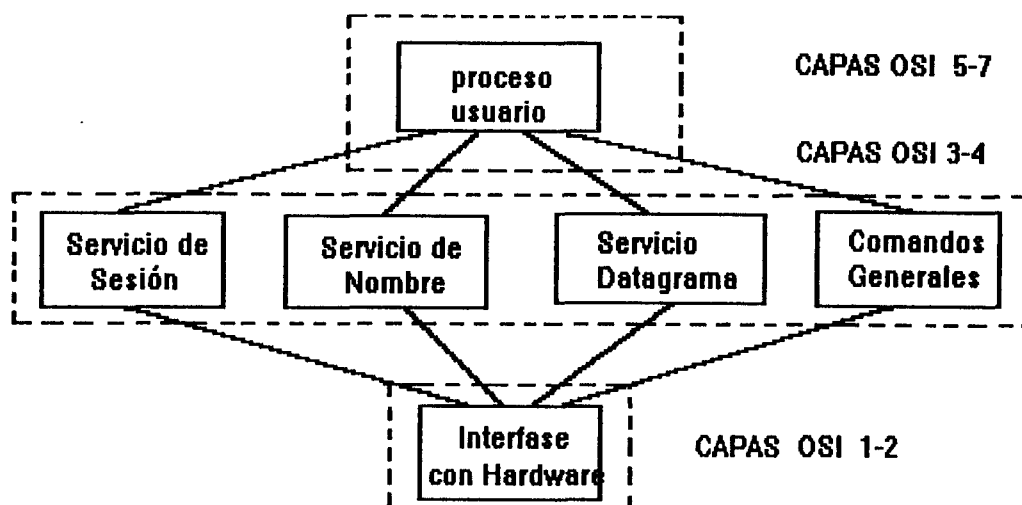 proceso
usuario
CAPAS OSI 5-7
CAPAS OSI 3-4
Servicio de
Sesión
Servicio de
Nombre
Servicio
Datagrama
Comandos
Generales
Interfase
con Hardware
CAPAS OSI 1-2